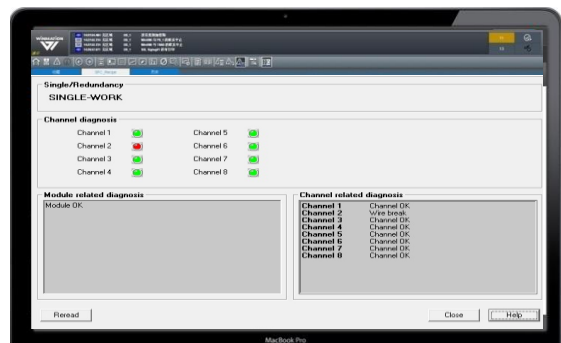 Single/Redundancy
SINGLE-WORK
Channel diagnosis
Channel 1
Channel 5
Channel 2
Channel 6
Channel 3
Channel 7
Channel 4
Channel 8
Module related diagnosis
Module OK
Channel related diagnosis
Channel 1 Channel OK
Channel 2 Wire break
Channel 3 Channel OK
Channel 4 Channel OK
Channel 5 Channel OK
Channel 6 Channel OK
Channel 7 Channel OK
Channel 8 Channel OK
Reread
Close
Help
MacBook Pro